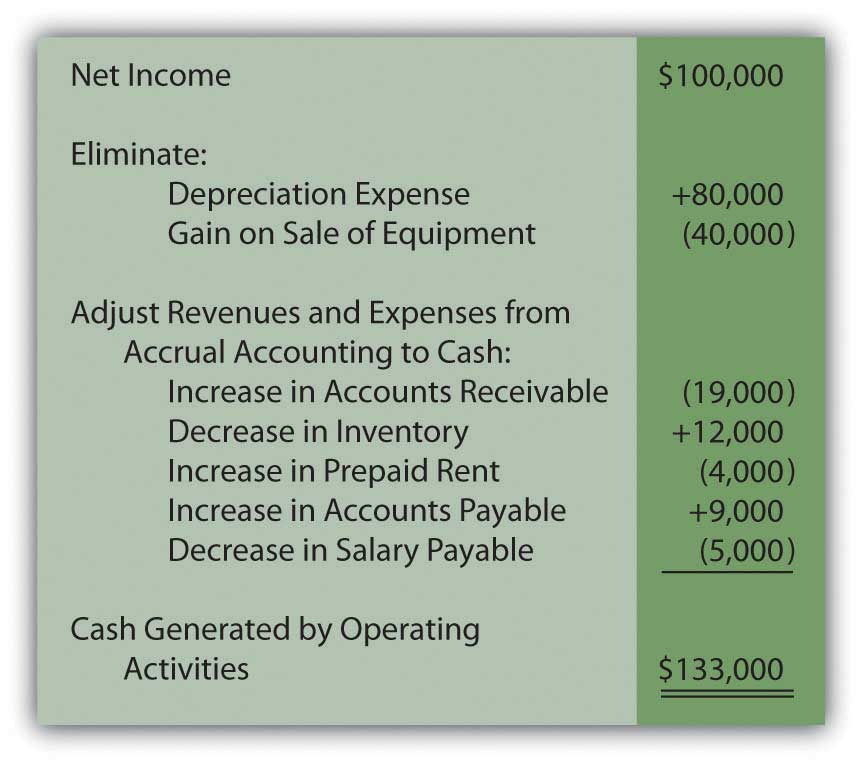 Net Income $100,000
Eliminate:
Depreciation Expense +80,000
Gain on Sale of Equipment (40,000)
Adjust Revenues and Expenses from
Accrual Accounting to Cash:
Increase in Accounts Receivable (19,000)
Decrease in Inventory +12,000
Increase in Prepaid Rent (4,000)
Increase in Accounts Payable +9,000
Decrease in Salary Payable (5,000)
Cash Generated by Operating
Activities $133,000